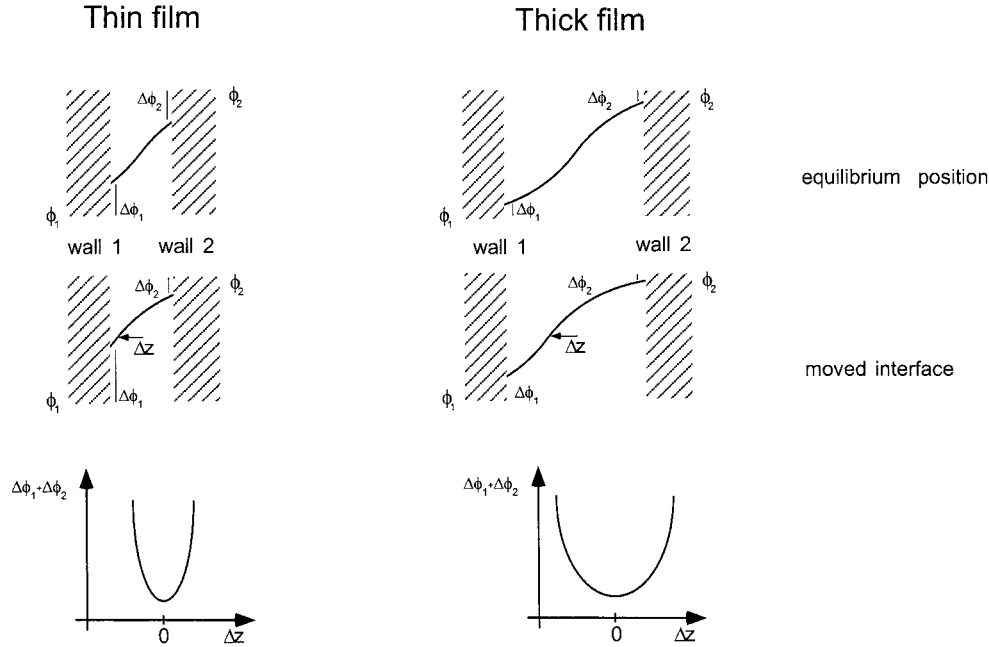 Thin film
Thick film
Δϕ₂ ϕ₂
Δϕ₂ ϕ₂
equilibrium position
ϕ₁ Δϕ₁
ϕ₁ Δϕ₁
wall 1 wall 2
wall 1 wall 2
Δϕ₂ ϕ₂
Δϕ₂ ϕ₂
Δz
Δz
moved interface
ϕ₁ Δϕ₁
ϕ₁ Δϕ₁
Δϕ₁+Δϕ₂
Δϕ₁+Δϕ₂
0 Δz
0 Δz